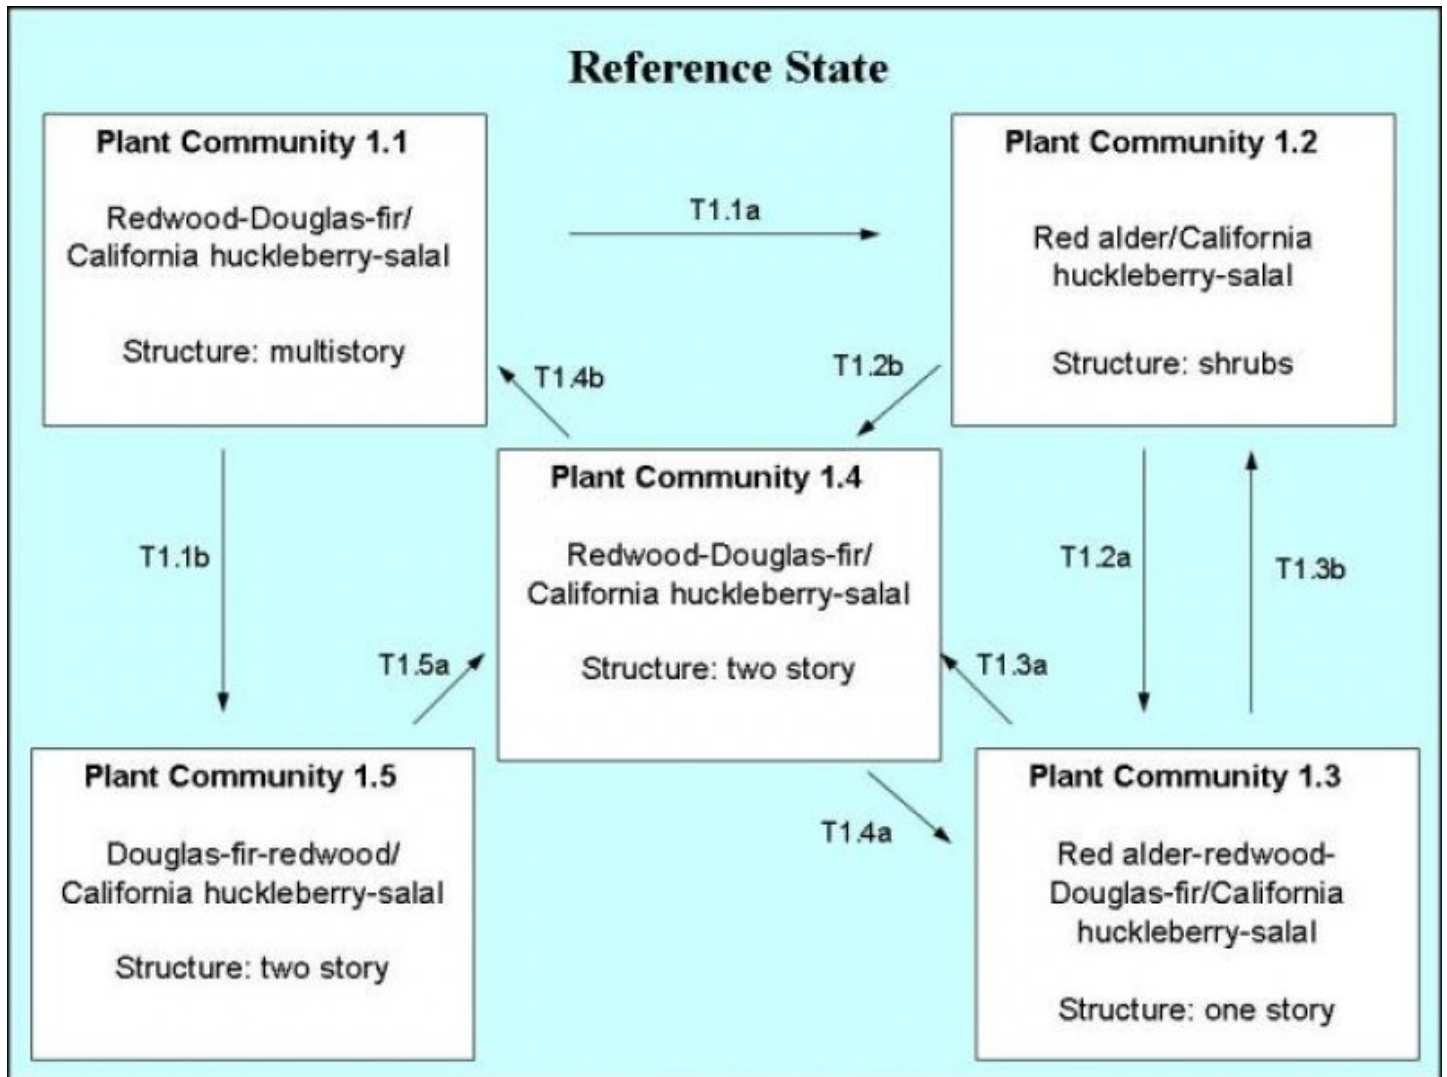 Reference State
Plant Community 1.1
Redwood-Douglas-fir/
California huckleberry-salal
Structure: multistory
T1.1a
Plant Community 1.2
Red alder/California
huckleberry-salal
Structure: shrubs
T1.4b
T1.2b
Plant Community 1.4
Redwood-Douglas-fir/
California huckleberry-salal
Structure: two story
T1.1b
T1.2a
T1.3b
T1.5a
T1.3a
Plant Community 1.5
Douglas-fir-redwood/
California huckleberry-salal
Structure: two story
T1.4a
Plant Community 1.3
Red alder-redwood-
Douglas-fir/California
huckleberry-salal
Structure: one story